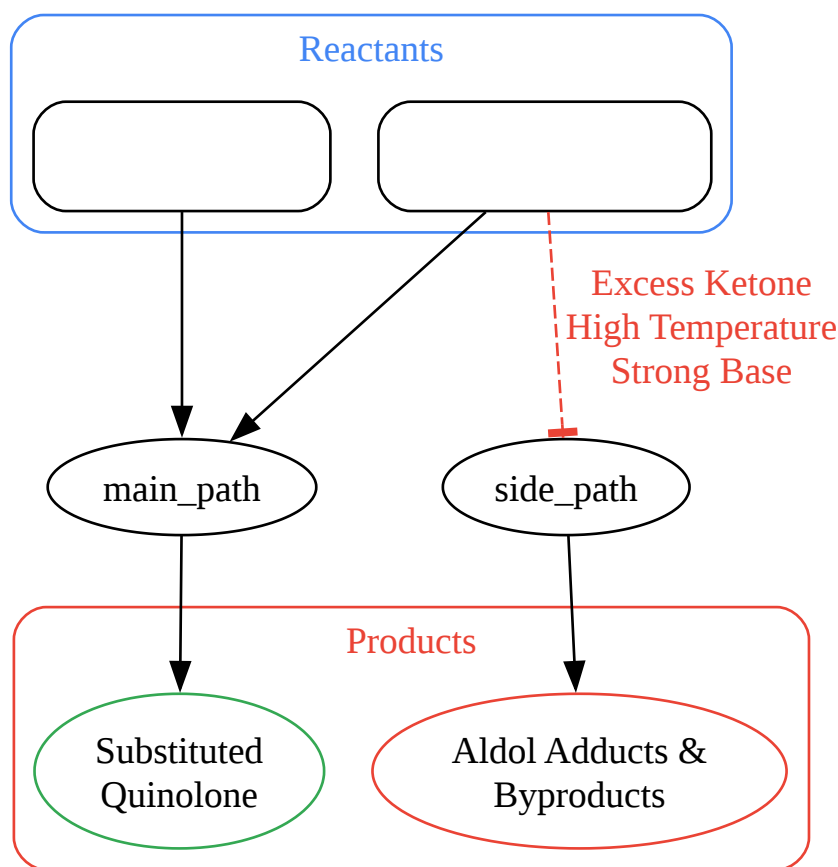 Reactants
Excess Ketone
High Temperature
Strong Base
main_path
side_path
Products
Substituted
Quinolone
Aldol Adducts &
Byproducts